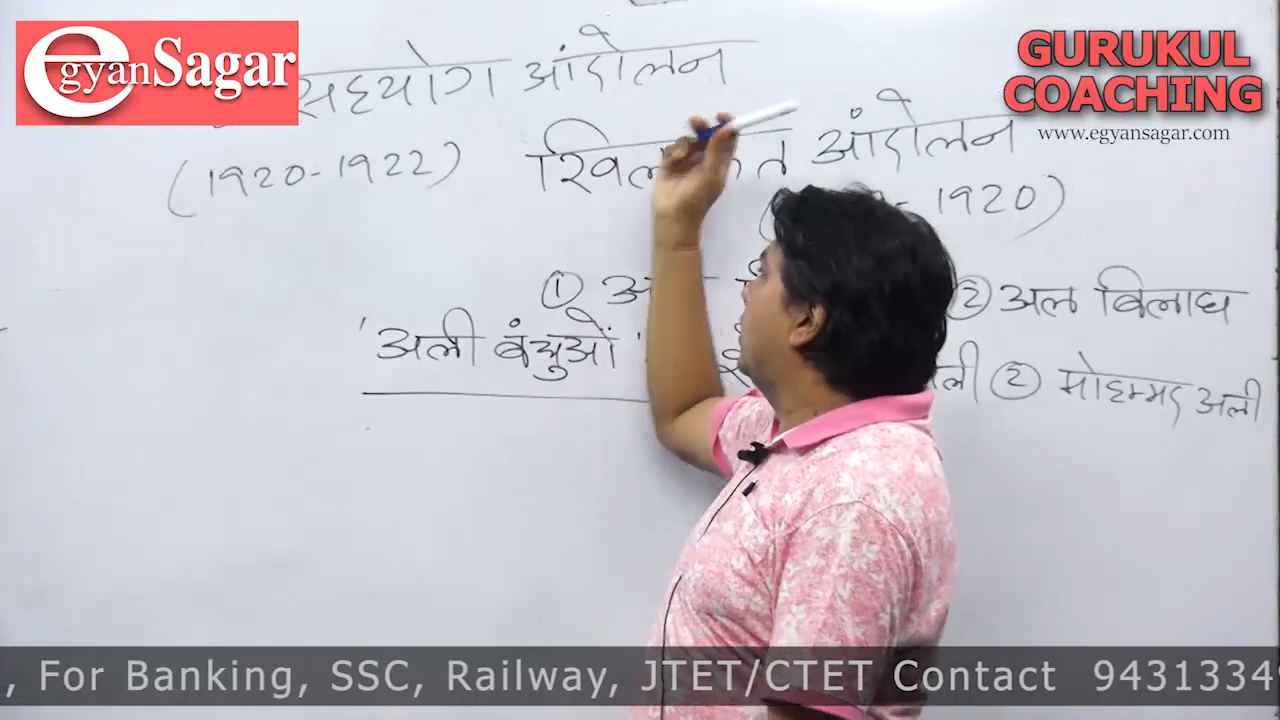 egyanSagar
GURUKUL
COACHING
www.egyansagar.com
सहयोग आंदोलन
(1920-1922)
आंदोलन
- 1920)
① ② अल बिलाघ
'अली बंधुओं'
② मोहम्मद अली
, For Banking, SSC, Railway, JTET/CTET Contact 9431334